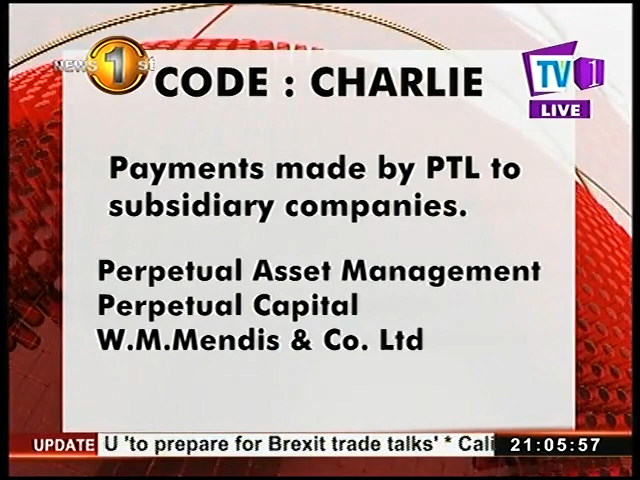 NEWS 1st
CODE : CHARLIE
TV 1
LIVE
Payments made by PTL to
subsidiary companies.
Perpetual Asset Management
Perpetual Capital
W.M.Mendis & Co. Ltd
UPDATE U 'to prepare for Brexit trade talks' * Cali 21:05:57